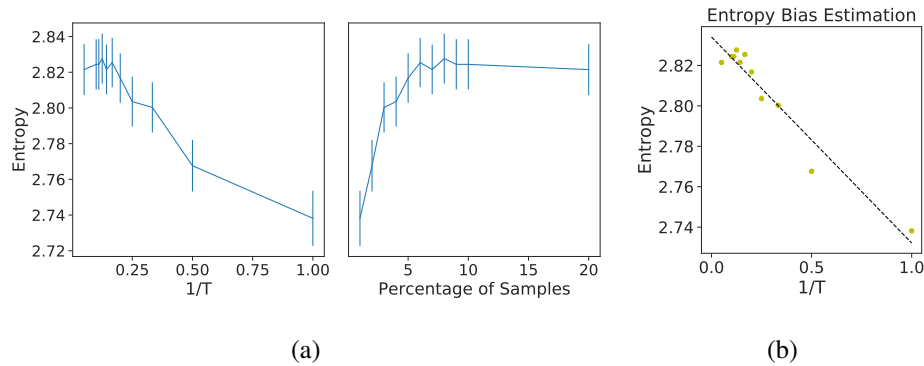 2.84
2.82
2.80
2.78
2.76
2.74
2.72
Entropy
0.25 0.50 0.75 1.00
1/T
5 10 15 20
Percentage of Samples
(a)
Entropy Bias Estimation
2.82
2.80
2.78
2.76
2.74
Entropy
0.0 0.5 1.0
1/T
(b)